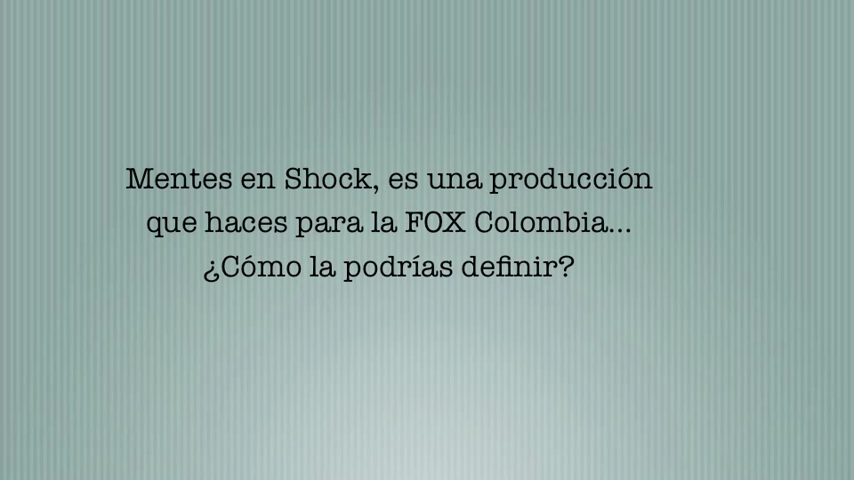 Mentes en Shock, es una producción
que haces para la FOX Colombia...
¿Cómo la podrías definir?